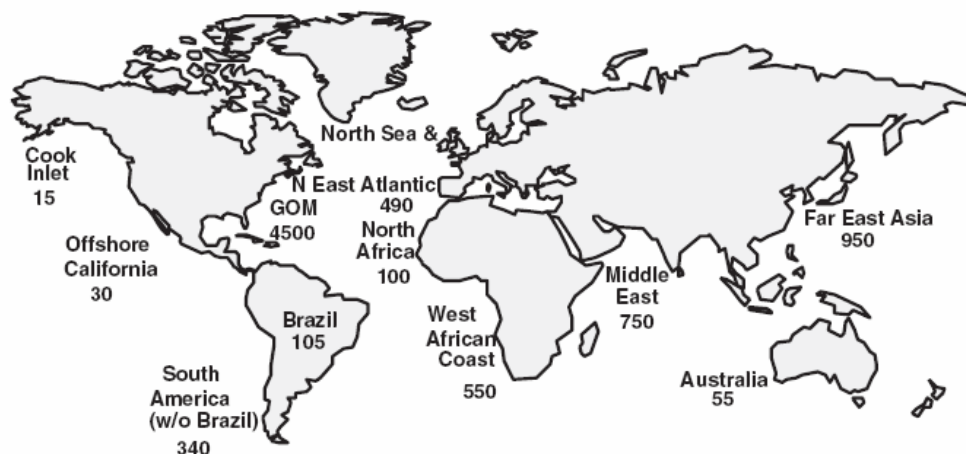 North Sea &
N East Atlantic
490
Cook
Inlet
15
GOM
4500
North
Africa
100
Far East Asia
950
Offshore
California
30
Middle
East
750
Brazil
105
West
African
Coast
550
South
America
(w/o Brazil)
340
Australia
55